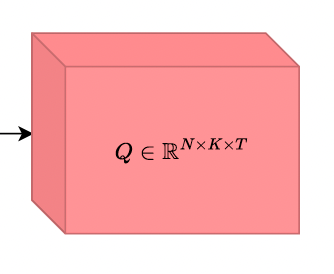 Q ∈ ℝ^{N×K×T}